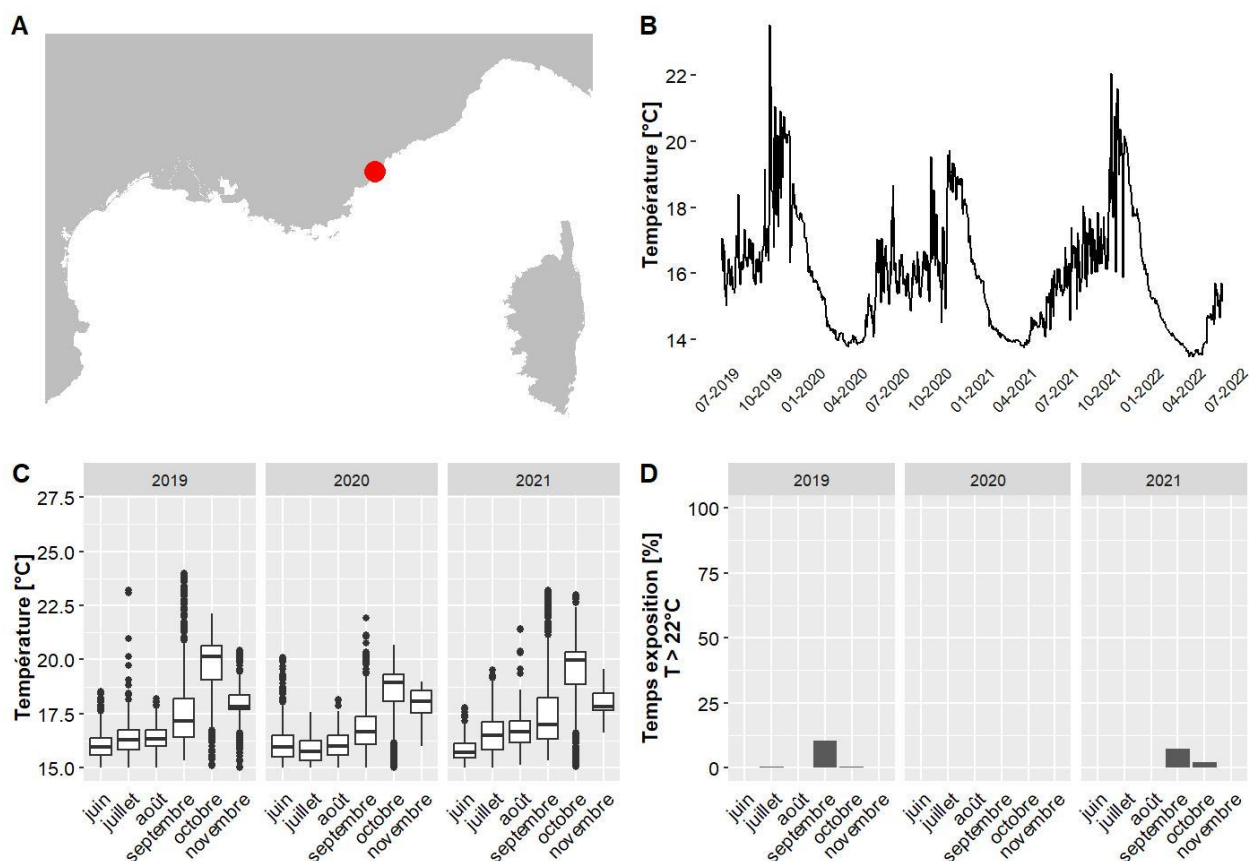 A
B
Température [°C]
22
20
18
16
14
07-2019
10-2019
01-2020
04-2020
07-2020
10-2020
01-2021
04-2021
07-2021
10-2021
01-2022
04-2022
07-2022
C
2019
2020
2021
Température [°C]
27.5
25.0
22.5
20.0
17.5
15.0
juin
juillet
août
septembre
octobre
novembre
juin
juillet
août
septembre
octobre
novembre
juin
juillet
août
septembre
octobre
novembre
D
2019
2020
2021
Temps exposition [%]
T > 22°C
100
75
50
25
0
juin
juillet
août
septembre
octobre
novembre
juin
juillet
août
septembre
octobre
novembre
juin
juillet
août
septembre
octobre
novembre